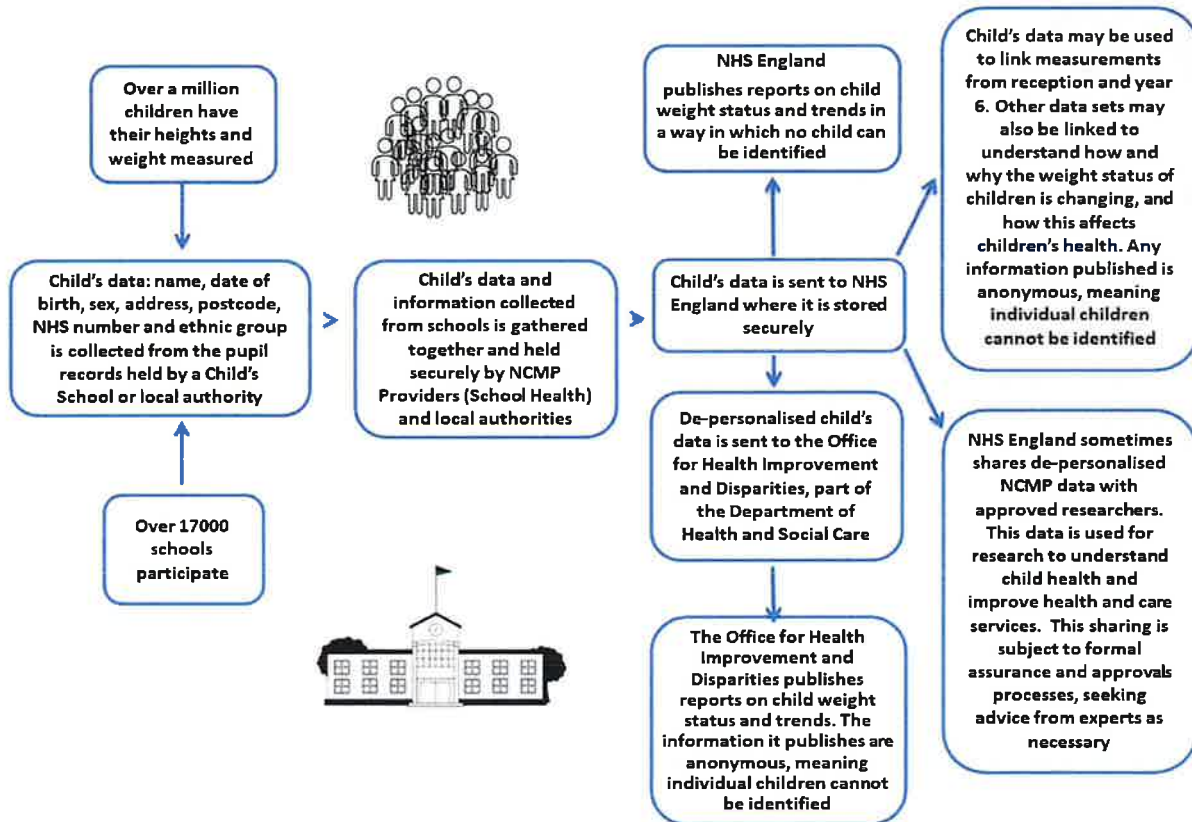 Over a million
children have
their heights and
weight measured
Child's data: name, date of
birth, sex, address, postcode,
NHS number and ethnic group
is collected from the pupil
records held by a Child's
School or local authority
Over 17000
schools
participate
Child's data and
information collected
from schools is gathered
together and held
securely by NCMP
Providers (School Health)
and local authorities
NHS England
publishes reports on child
weight status and trends in
a way in which no child can
be identified
Child's data is sent to NHS
England where it is stored
securely
De-personalised child's
data is sent to the Office
for Health Improvement
and Disparities, part of
the Department of
Health and Social Care
The Office for Health
Improvement and
Disparities publishes
reports on child weight
status and trends. The
information it publishes are
anonymous, meaning
individual children cannot
be identified
Child's data may be used
to link measurements
from reception and year
6. Other data sets may
also be linked to
understand how and
why the weight status of
children is changing, and
how this affects
children's health. Any
information published is
anonymous, meaning
individual children
cannot be identified
NHS England sometimes
shares de-personalised
NCMP data with
approved researchers.
This data is used for
research to understand
child health and
improve health and care
services. This sharing is
subject to formal
assurance and approvals
processes, seeking
advice from experts as
necessary